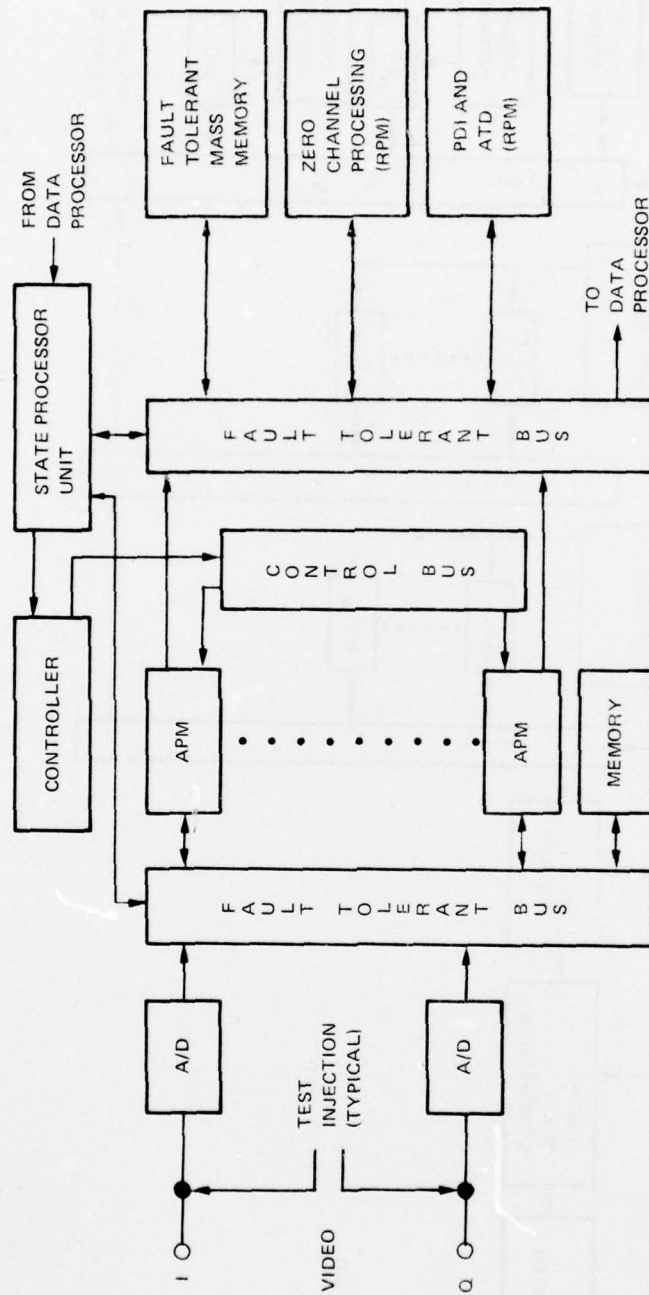 FROM
DATA
PROCESSOR
STATE PROCESSOR
UNIT
CONTROLLER
FAULT
TOLERANT
MASS
MEMORY
ZERO
CHANNEL
PROCESSING
(RPM)
PDI AND
ATD
(RPM)
TO
DATA
PROCESSOR
FAULT TOLERANT BUS
CONTROL BUS
APM
APM
MEMORY
FAULT TOLERANT BUS
A/D
A/D
TEST
INJECTION
(TYPICAL)
I
VIDEO
Q